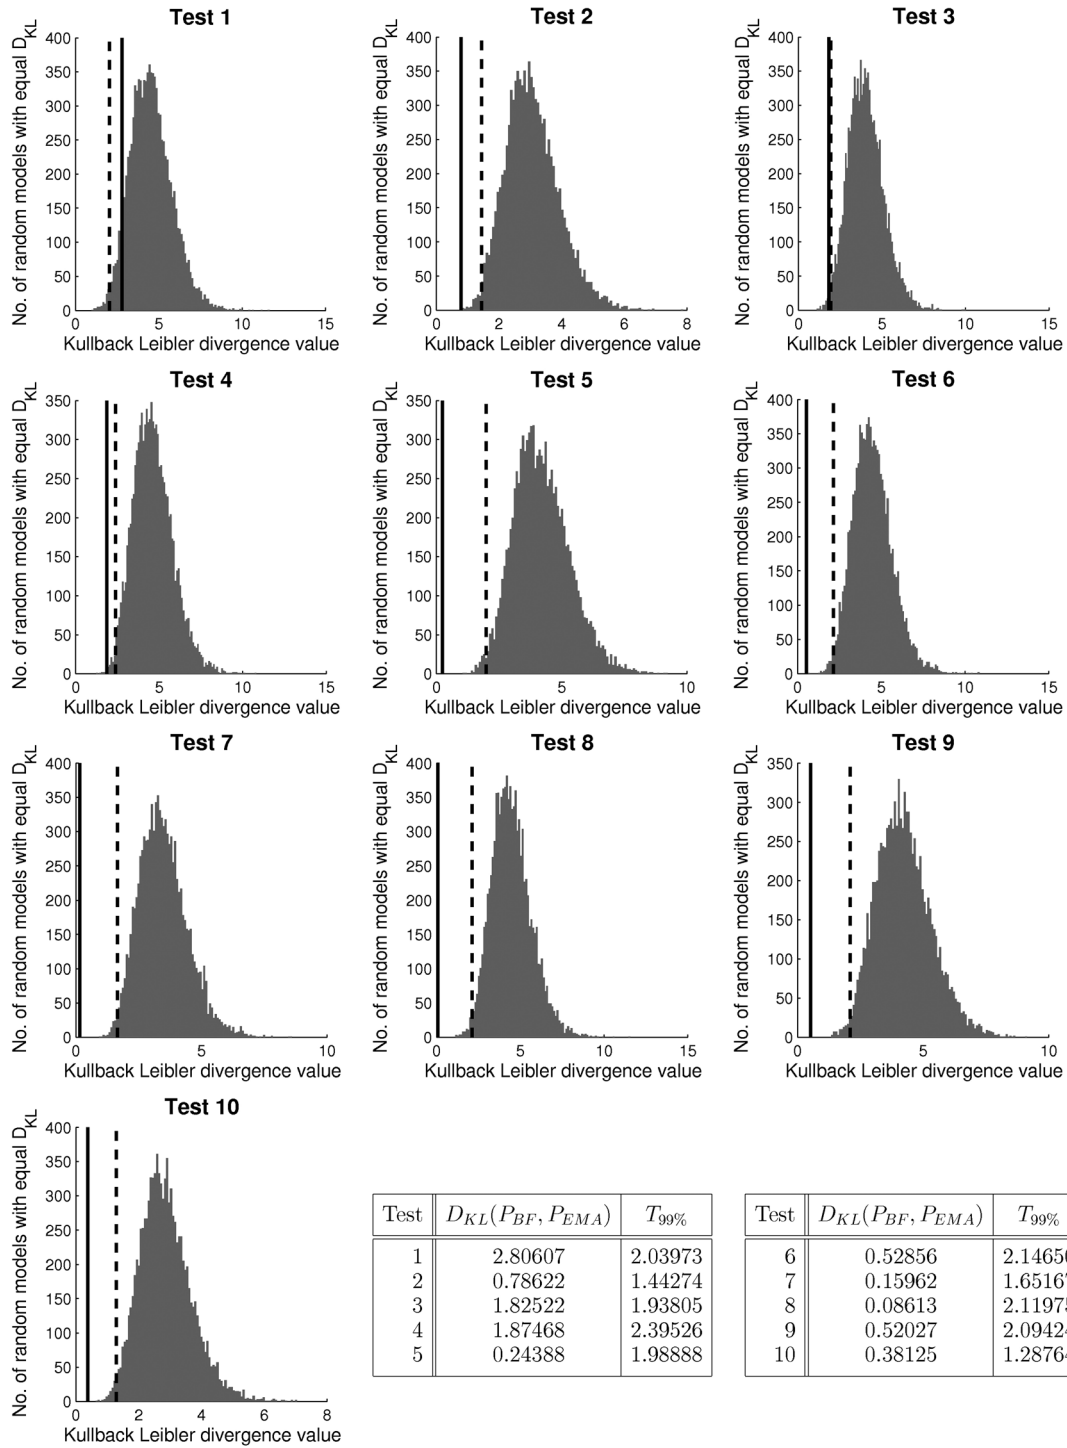 Test 1
No. of random models with equal D_KL
400
350
300
250
200
150
100
50
0
0 5 10 15
Kullback Leibler divergence value
Test 2
No. of random models with equal D_KL
400
350
300
250
200
150
100
50
0
0 2 4 6 8
Kullback Leibler divergence value
Test 3
No. of random models with equal D_KL
400
350
300
250
200
150
100
50
0
0 5 10 15
Kullback Leibler divergence value
Test 4
No. of random models with equal D_KL
350
300
250
200
150
100
50
0
0 5 10 15
Kullback Leibler divergence value
Test 5
No. of random models with equal D_KL
350
300
250
200
150
100
50
0
0 5 10
Kullback Leibler divergence value
Test 6
No. of random models with equal D_KL
400
350
300
250
200
150
100
50
0
0 5 10 15
Kullback Leibler divergence value
Test 7
No. of random models with equal D_KL
400
350
300
250
200
150
100
50
0
0 5 10
Kullback Leibler divergence value
Test 8
No. of random models with equal D_KL
400
350
300
250
200
150
100
50
0
0 5 10 15
Kullback Leibler divergence value
Test 9
No. of random models with equal D_KL
350
300
250
200
150
100
50
0
0 5 10
Kullback Leibler divergence value
Test 10
No. of random models with equal D_KL
400
350
300
250
200
150
100
50
0
0 2 4 6 8
Kullback Leibler divergence value
Test D_KL(P_BF, P_EMA) T_99%
1 2.80607 2.03973
2 0.78622 1.44274
3 1.82522 1.93805
4 1.87468 2.39526
5 0.24388 1.98888
Test D_KL(P_BF, P_EMA) T_99%
6 0.52856 2.1465
7 0.15962 1.6516
8 0.08613 2.1197
9 0.52027 2.0942
10 0.38125 1.2876